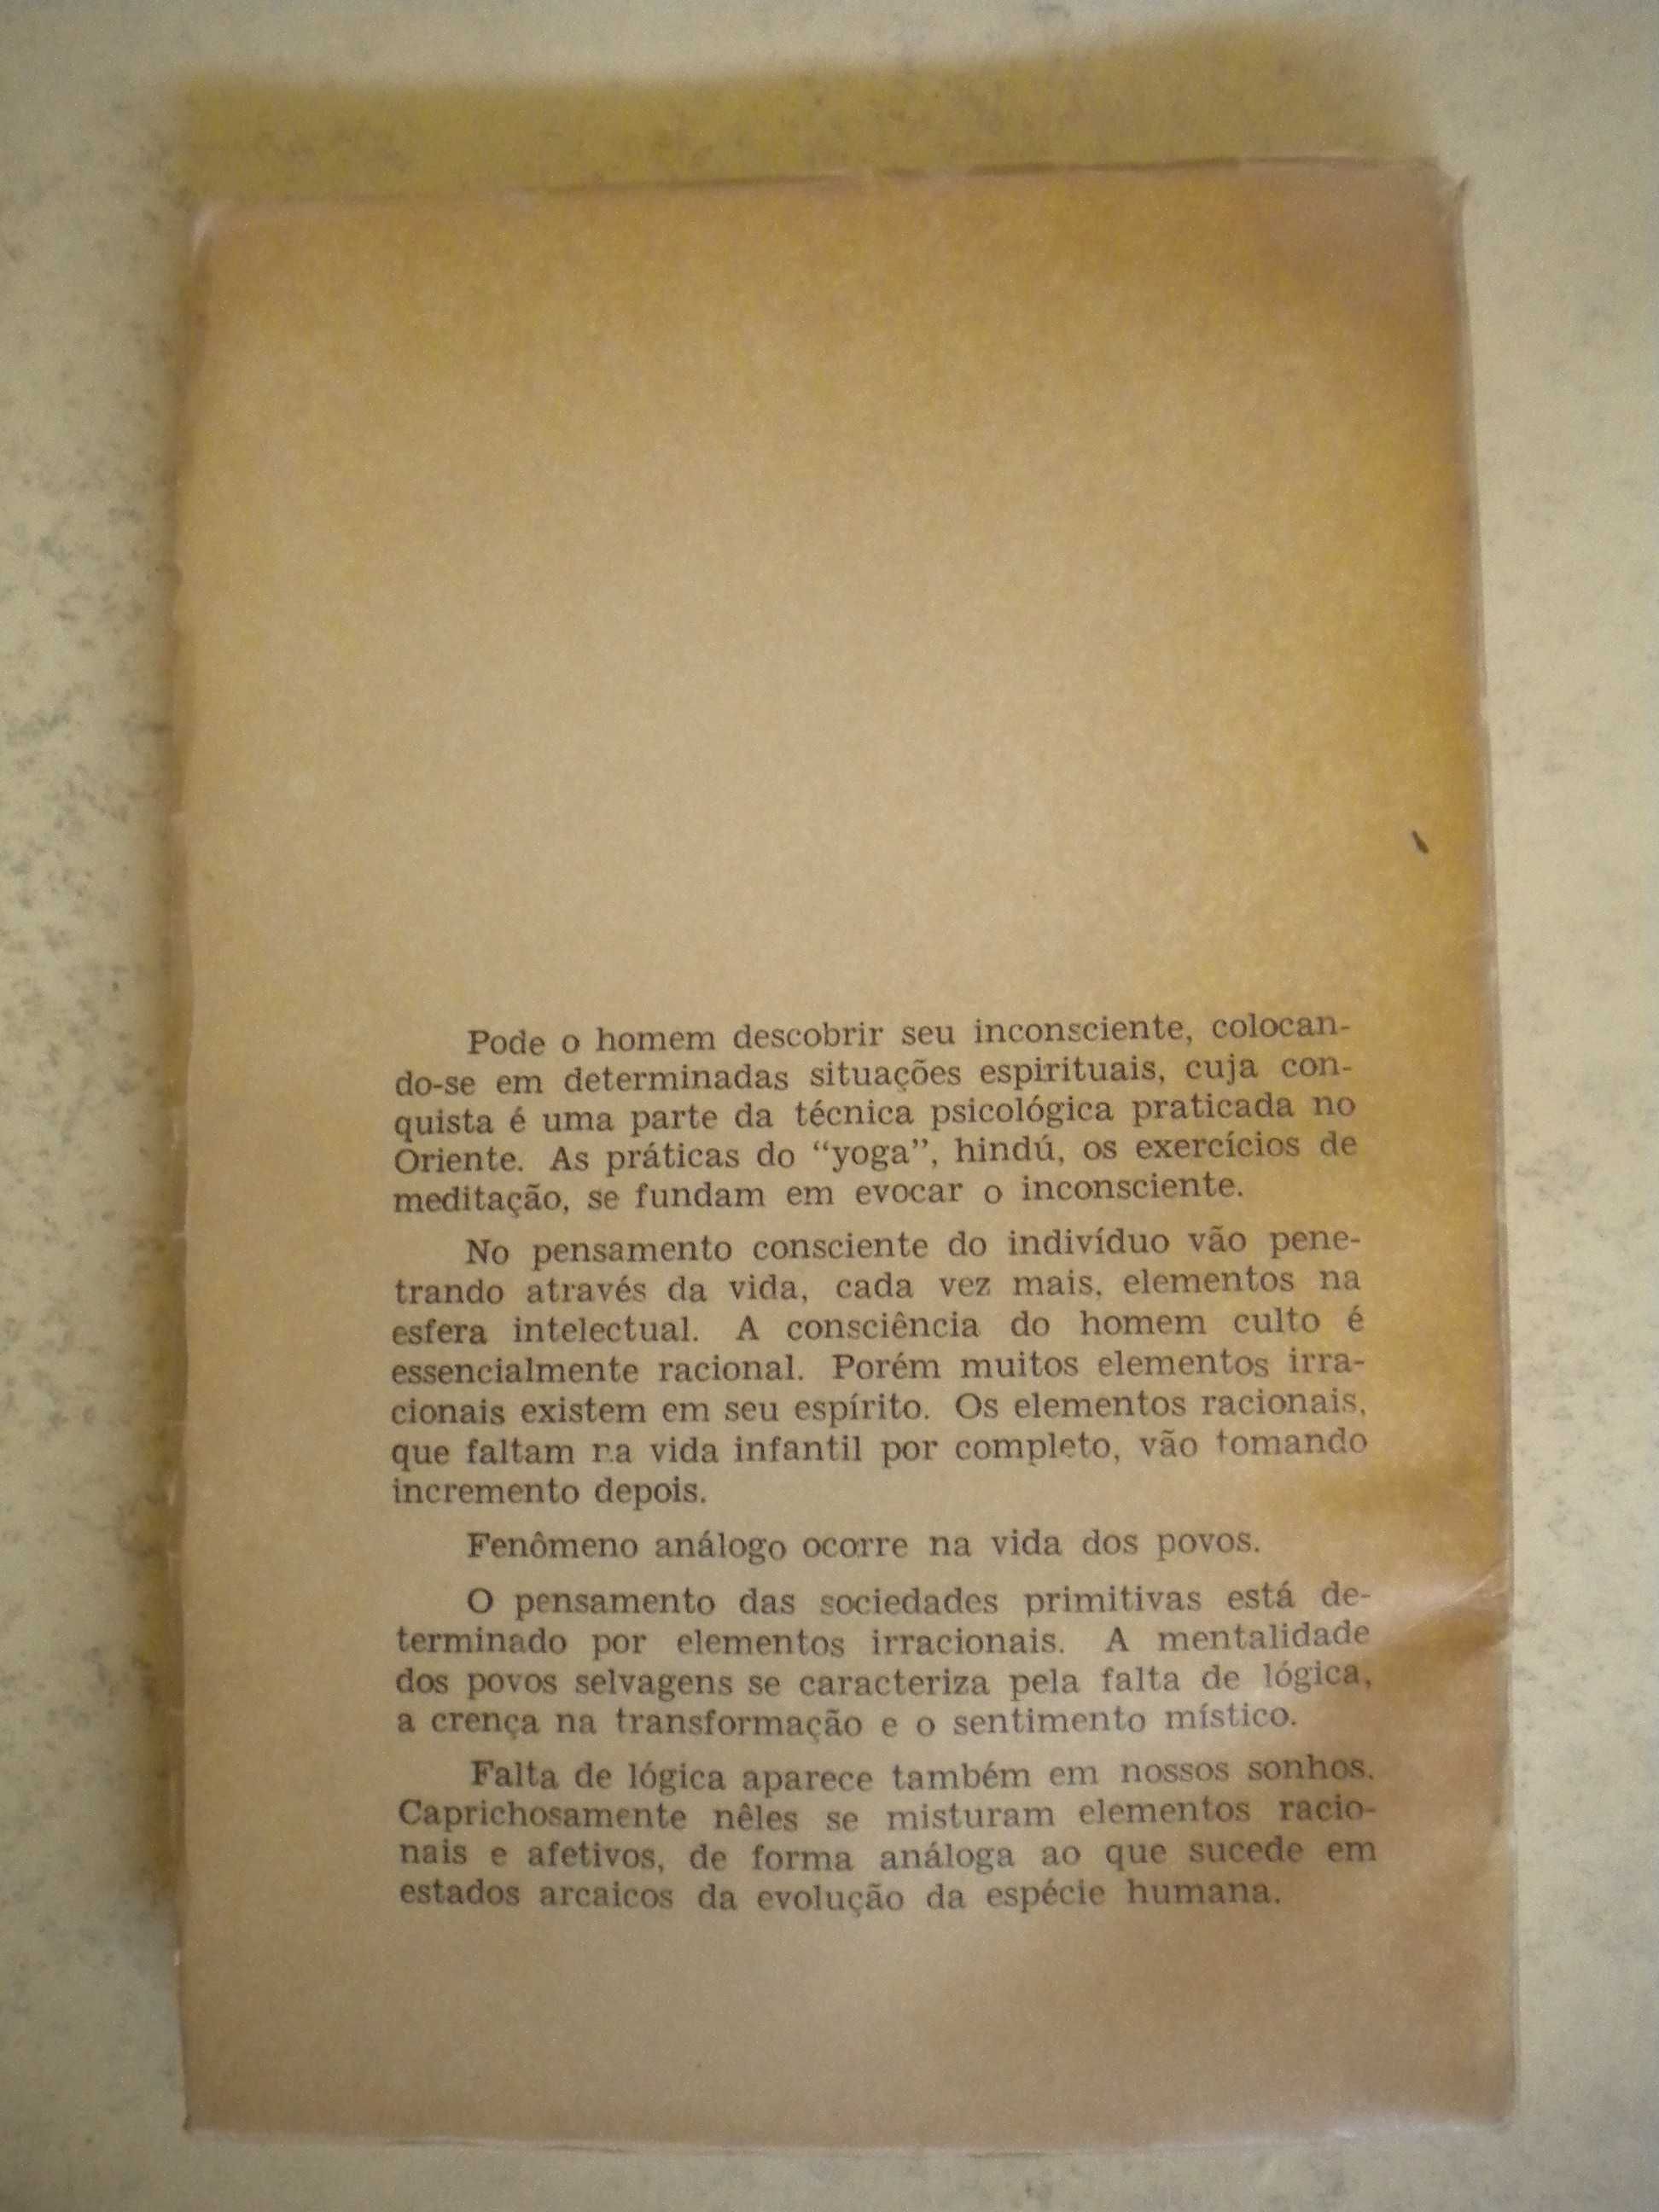 Pode o homem descobrir seu inconsciente, colocan-
do-se em determinadas situações espirituais, cuja con-
quista é uma parte da técnica psicológica praticada no
Oriente. As práticas do “yoga”, hindú, os exercícios de
meditação, se fundam em evocar o inconsciente.
No pensamento consciente do indivíduo vão pene-
trando através da vida, cada vez mais, elementos na
esfera intelectual. A consciência do homem culto é
essencialmente racional. Porém muitos elementos irra-
cionais existem em seu espírito. Os elementos racionais,
que faltam na vida infantil por completo, vão tomando
incremento depois.
Fenômeno análogo ocorre na vida dos povos.
O pensamento das sociedades primitivas está de-
terminado por elementos irracionais. A mentalidade
dos povos selvagens se caracteriza pela falta de lógica,
a crença na transformação e o sentimento místico.
Falta de lógica aparece também em nossos sonhos.
Caprichosamente nêles se misturam elementos racio-
nais e afetivos, de forma análoga ao que sucede em
estados arcaicos da evolução da espécie humana.